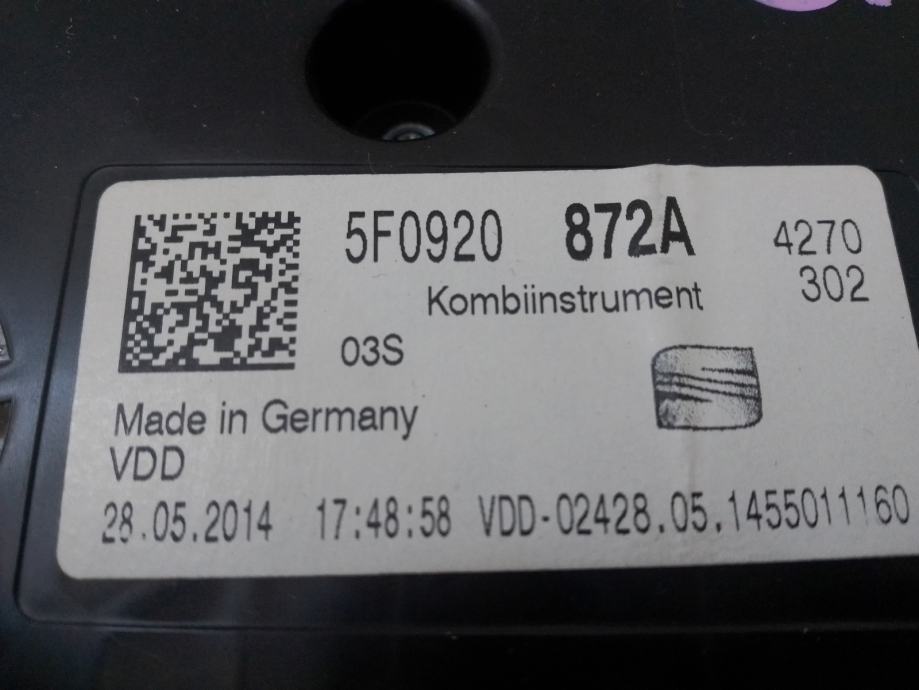 5F0920 872A 4270
302
Kombiinstrument
03S
Made in Germany
VDD
28.05.2014 17:48:58 VDD-02428.05.1455011160